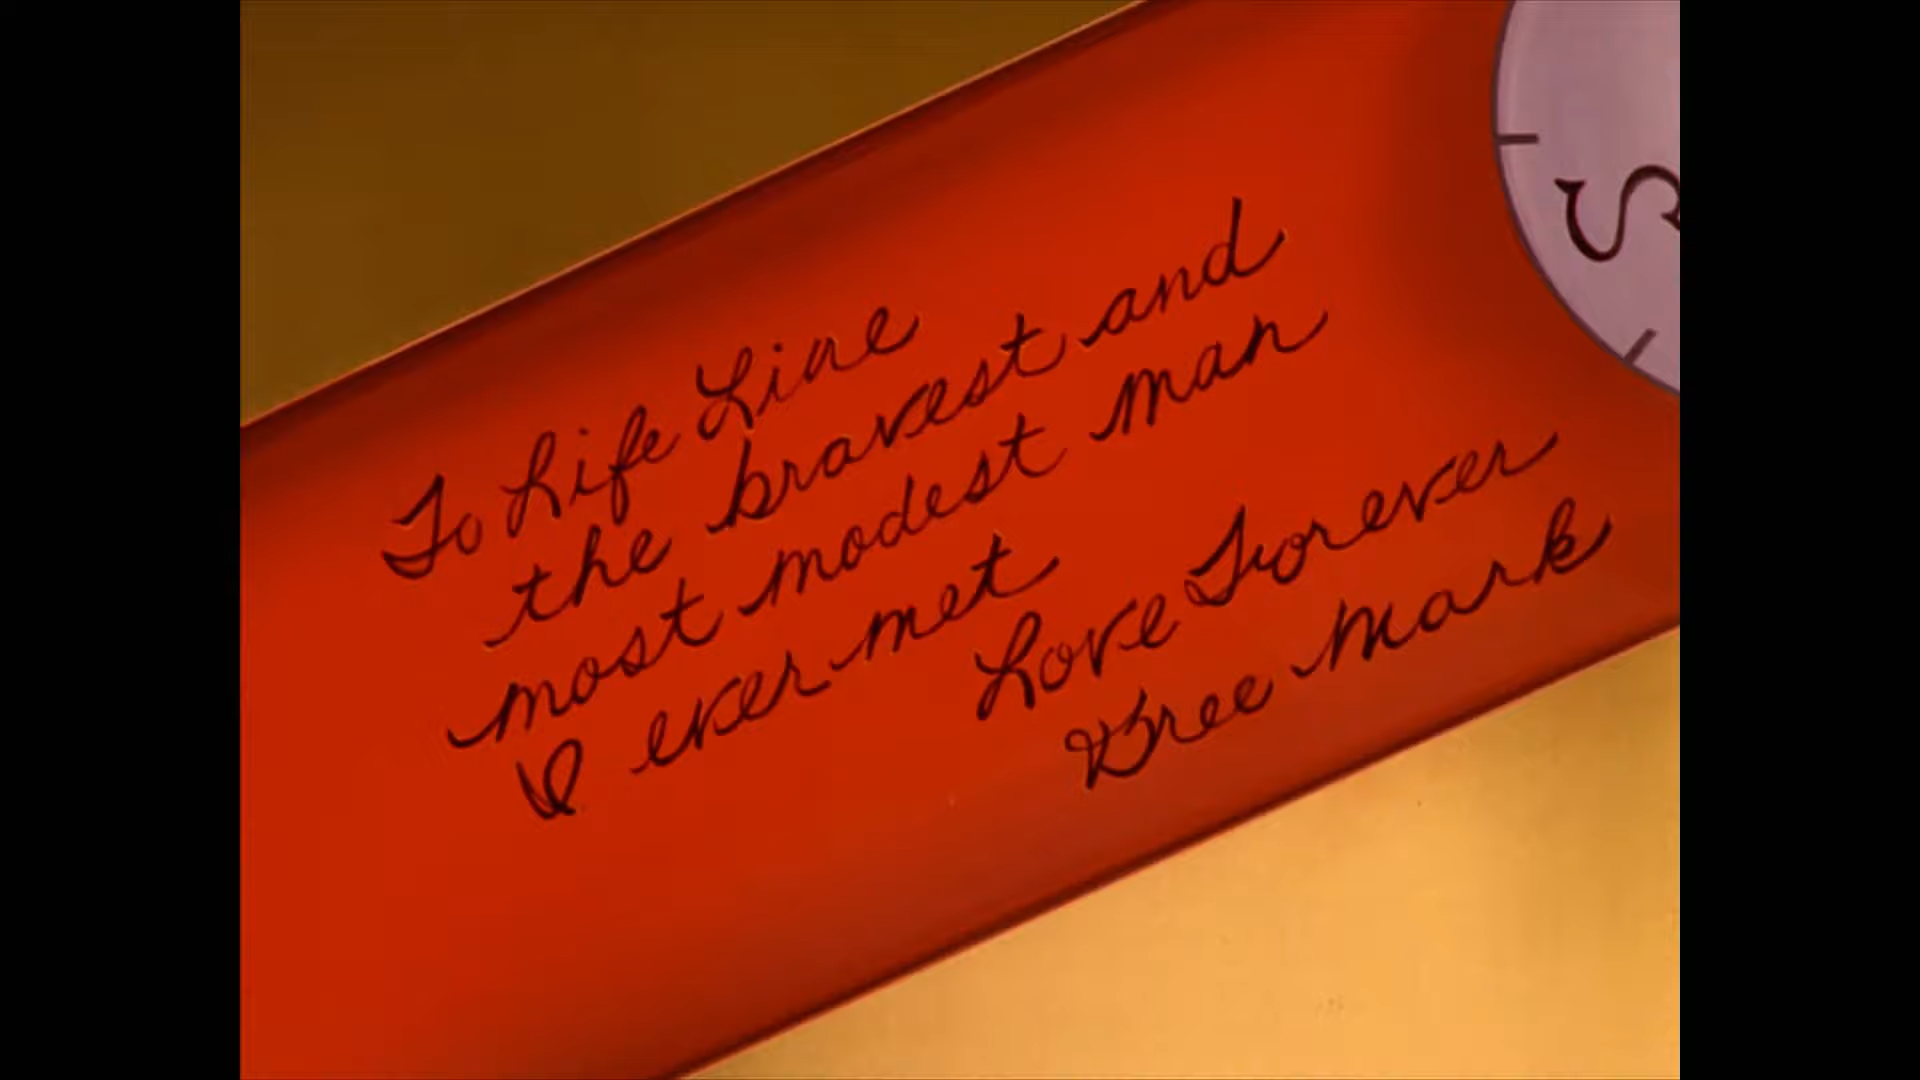 To Life Line
the bravest and
most modest man
I ever met
Love Forever
Bree Mark
S